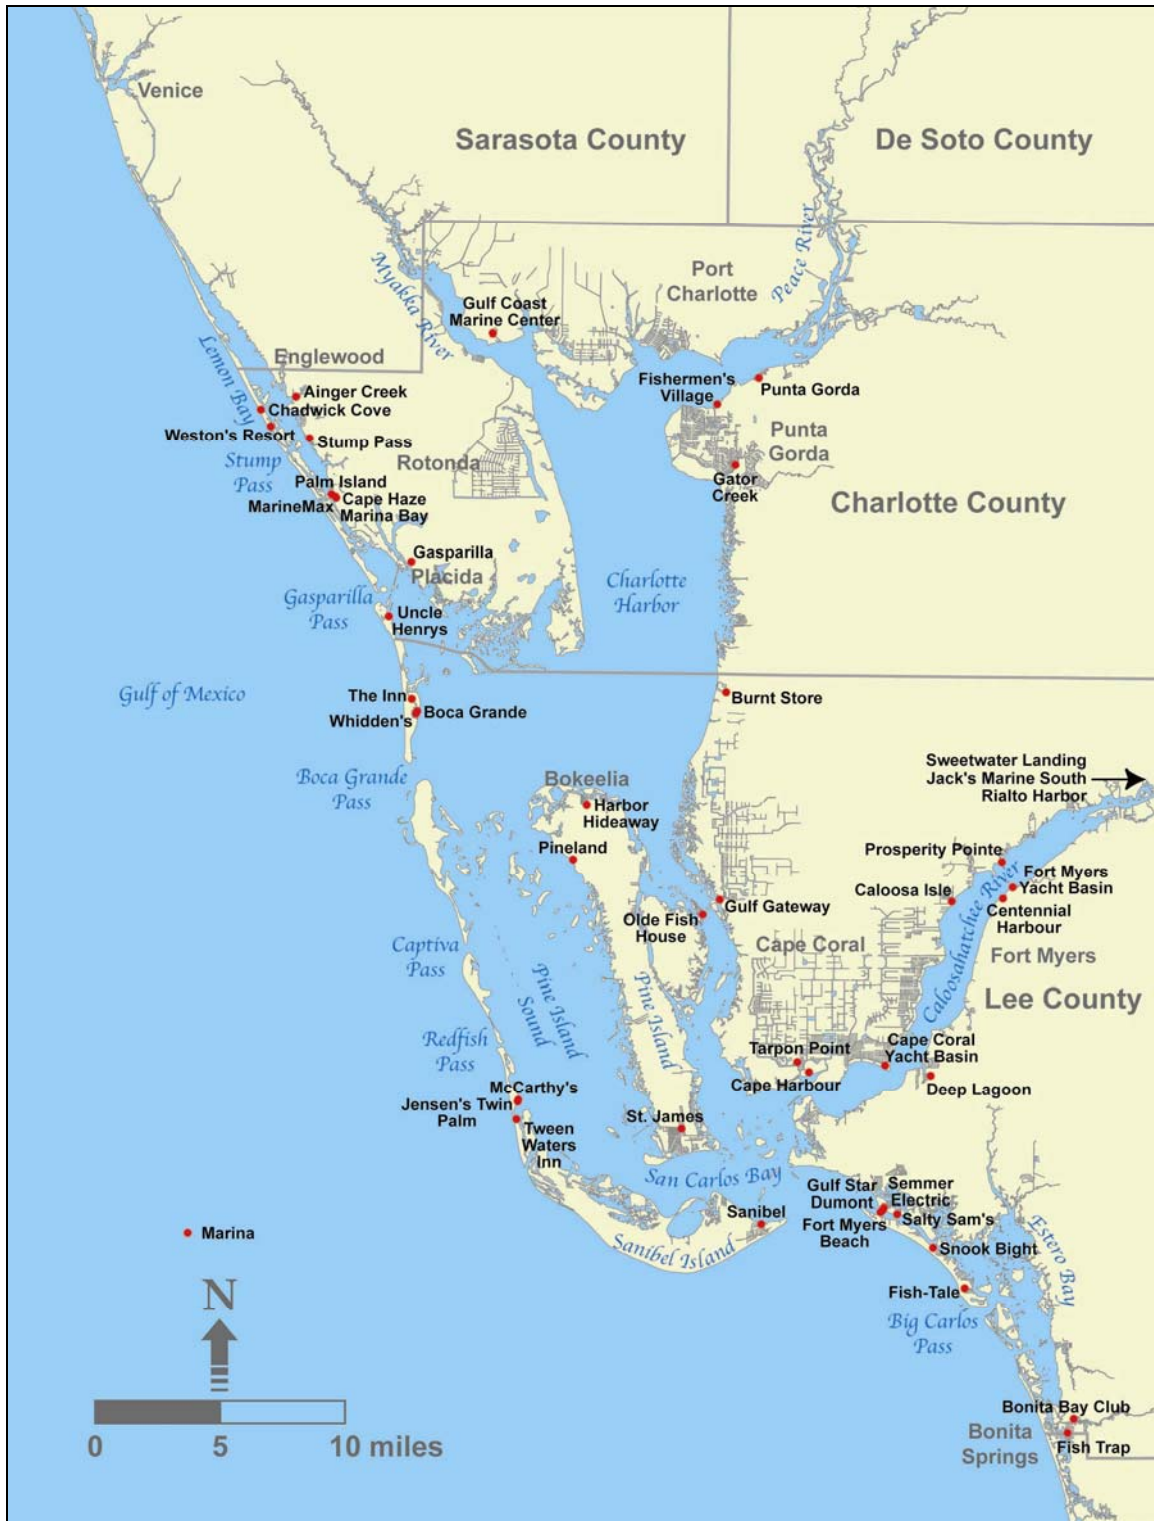 Venice
Sarasota County
De Soto County
Peace River
Port
Charlotte
Myakka River
Gulf Coast
Marine Center
Lemon Bay
Englewood
Fishermen's
Village
Punta Gorda
Ainger Creek
Chadwick Cove
Weston's Resort
Stump Pass
Punta
Gorda
Stump
Pass
Rotonda
Gator
Creek
Palm Island
MarineMax
Cape Haze
Marina Bay
Charlotte County
Gasparilla
Placida
Charlotte
Harbor
Gasparilla
Pass
Uncle
Henrys
Gulf of Mexico
The Inn
Whidden's
Boca Grande
Burnt Store
Boca Grande
Pass
Bokeelia
Harbor
Hideaway
Sweetwater Landing
Jack's Marine South
Rialto Harbor
Pineland
Prosperity Pointe
Fort Myers
Yacht Basin
Caloosa Isle
Centennial
Harbour
Gulf Gateway
Olde Fish
House
Cape Coral
Caloosahatchee River
Fort Myers
Captiva
Pass
Pine Island
Sound
Pine Island
Lee County
Redfish
Pass
Tarpon Point
Cape Coral
Yacht Basin
Cape Harbour
Deep Lagoon
McCarthy's
Jensen's Twin
Palm
Tween
Waters
Inn
St. James
San Carlos Bay
Gulf Star
Dumont
Semmer
Electric
Sanibel
Salty Sam's
Fort Myers
Beach
Sanibel Island
Snook Bight
Estero Bay
Fish-Tale
Big Carlos
Pass
Marina
N
0 5 10 miles
Bonita Bay Club
Bonita
Springs
Fish Trap